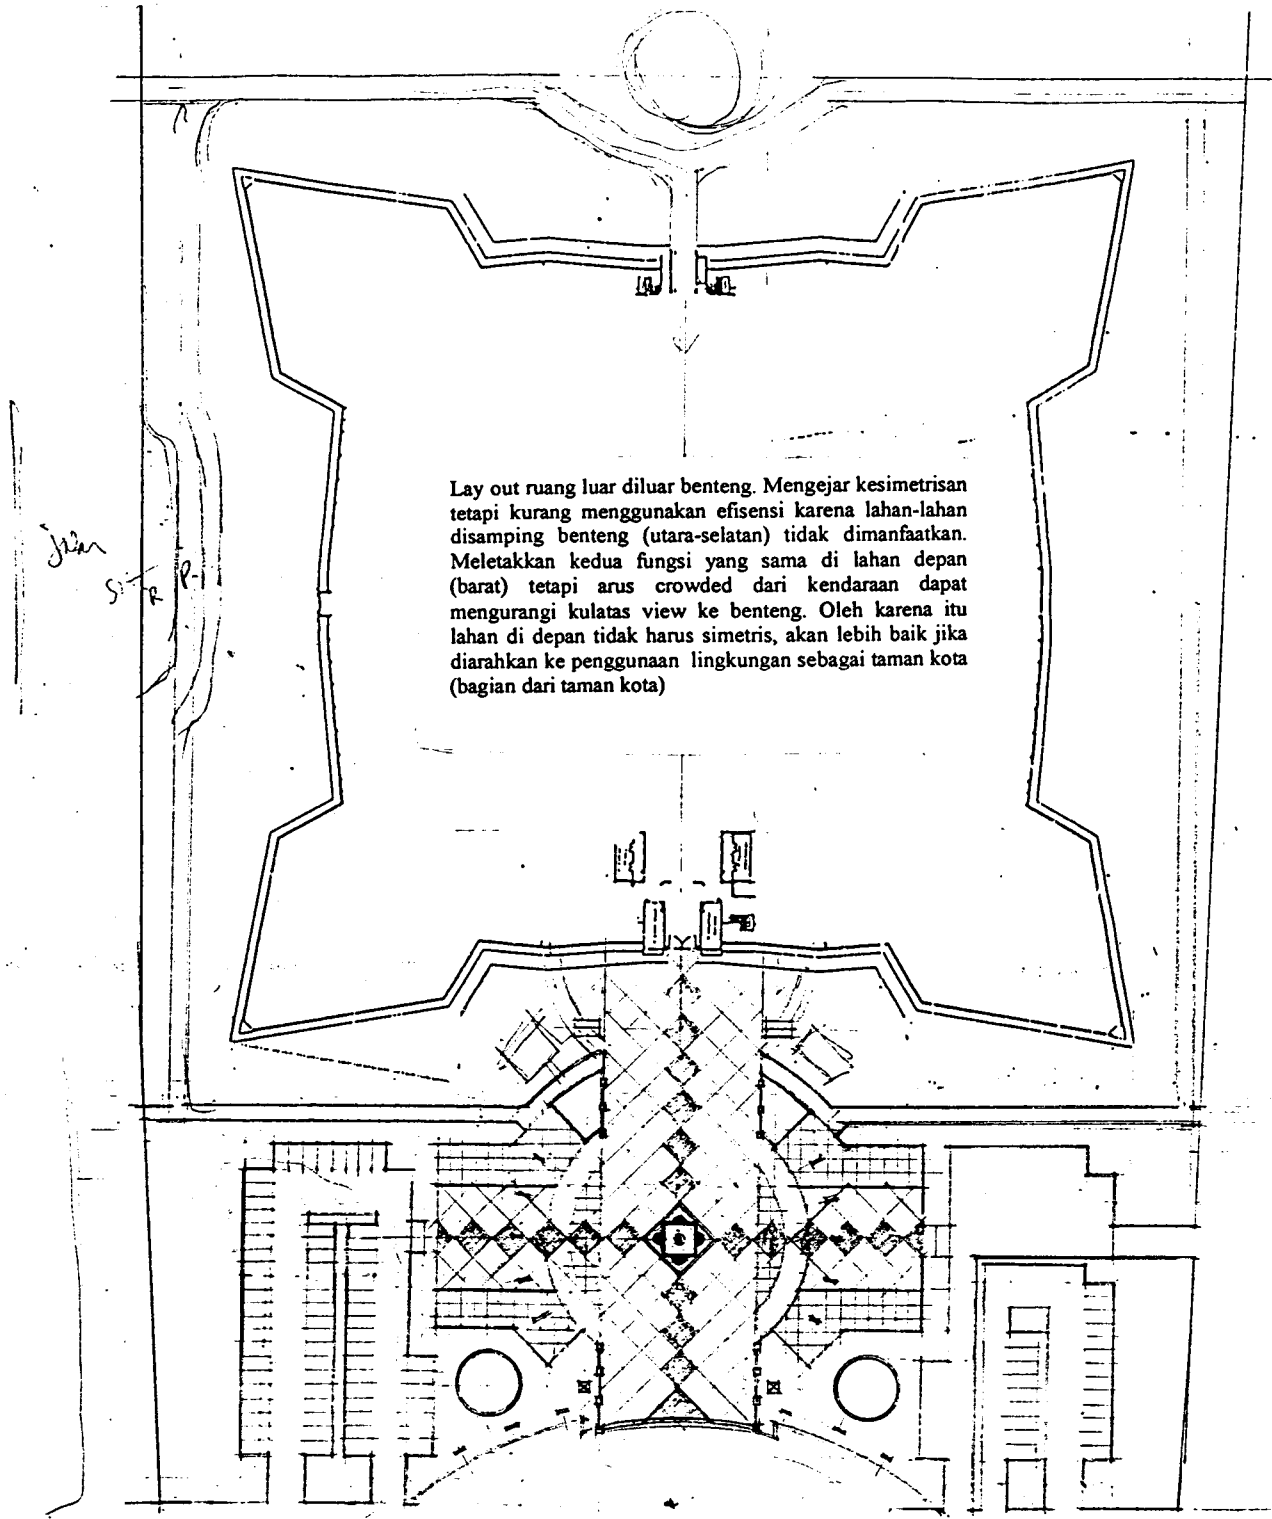 Lay out ruang luar diluar benteng. Mengejar kesimetrisan
tetapi kurang menggunakan efisensi karena lahan-lahan
disamping benteng (utara-selatan) tidak dimanfaatkan.
Meletakkan kedua fungsi yang sama di lahan depan
(barat) tetapi arus crowded dari kendaraan dapat
mengurangi kulatas view ke benteng. Oleh karena itu
lahan di depan tidak harus simetris, akan lebih baik jika
diarahkan ke penggunaan lingkungan sebagai taman kota
(bagian dari taman kota)